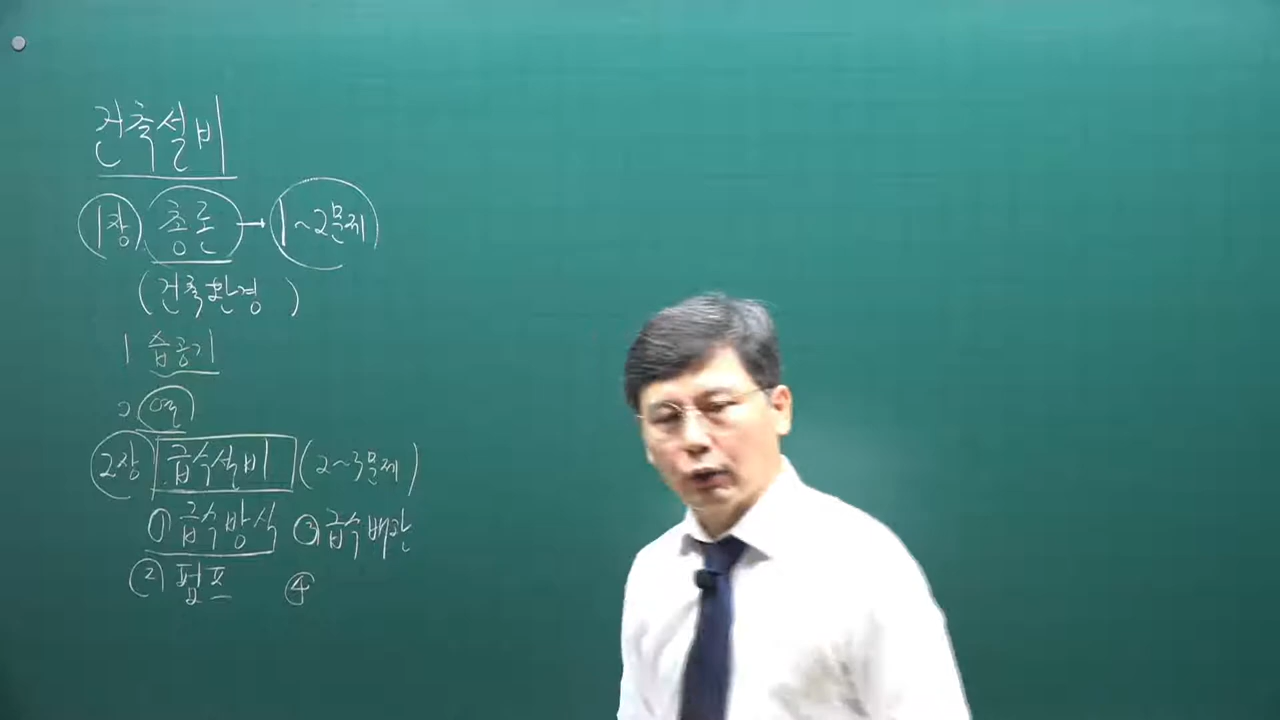 건축설비
1장 총론 → 1~2문제
(건축환경)
1 습공기
2 열
2장 급수설비 (2~3문제)
① 급수방식 ③ 급수배관
② 펌프 ④